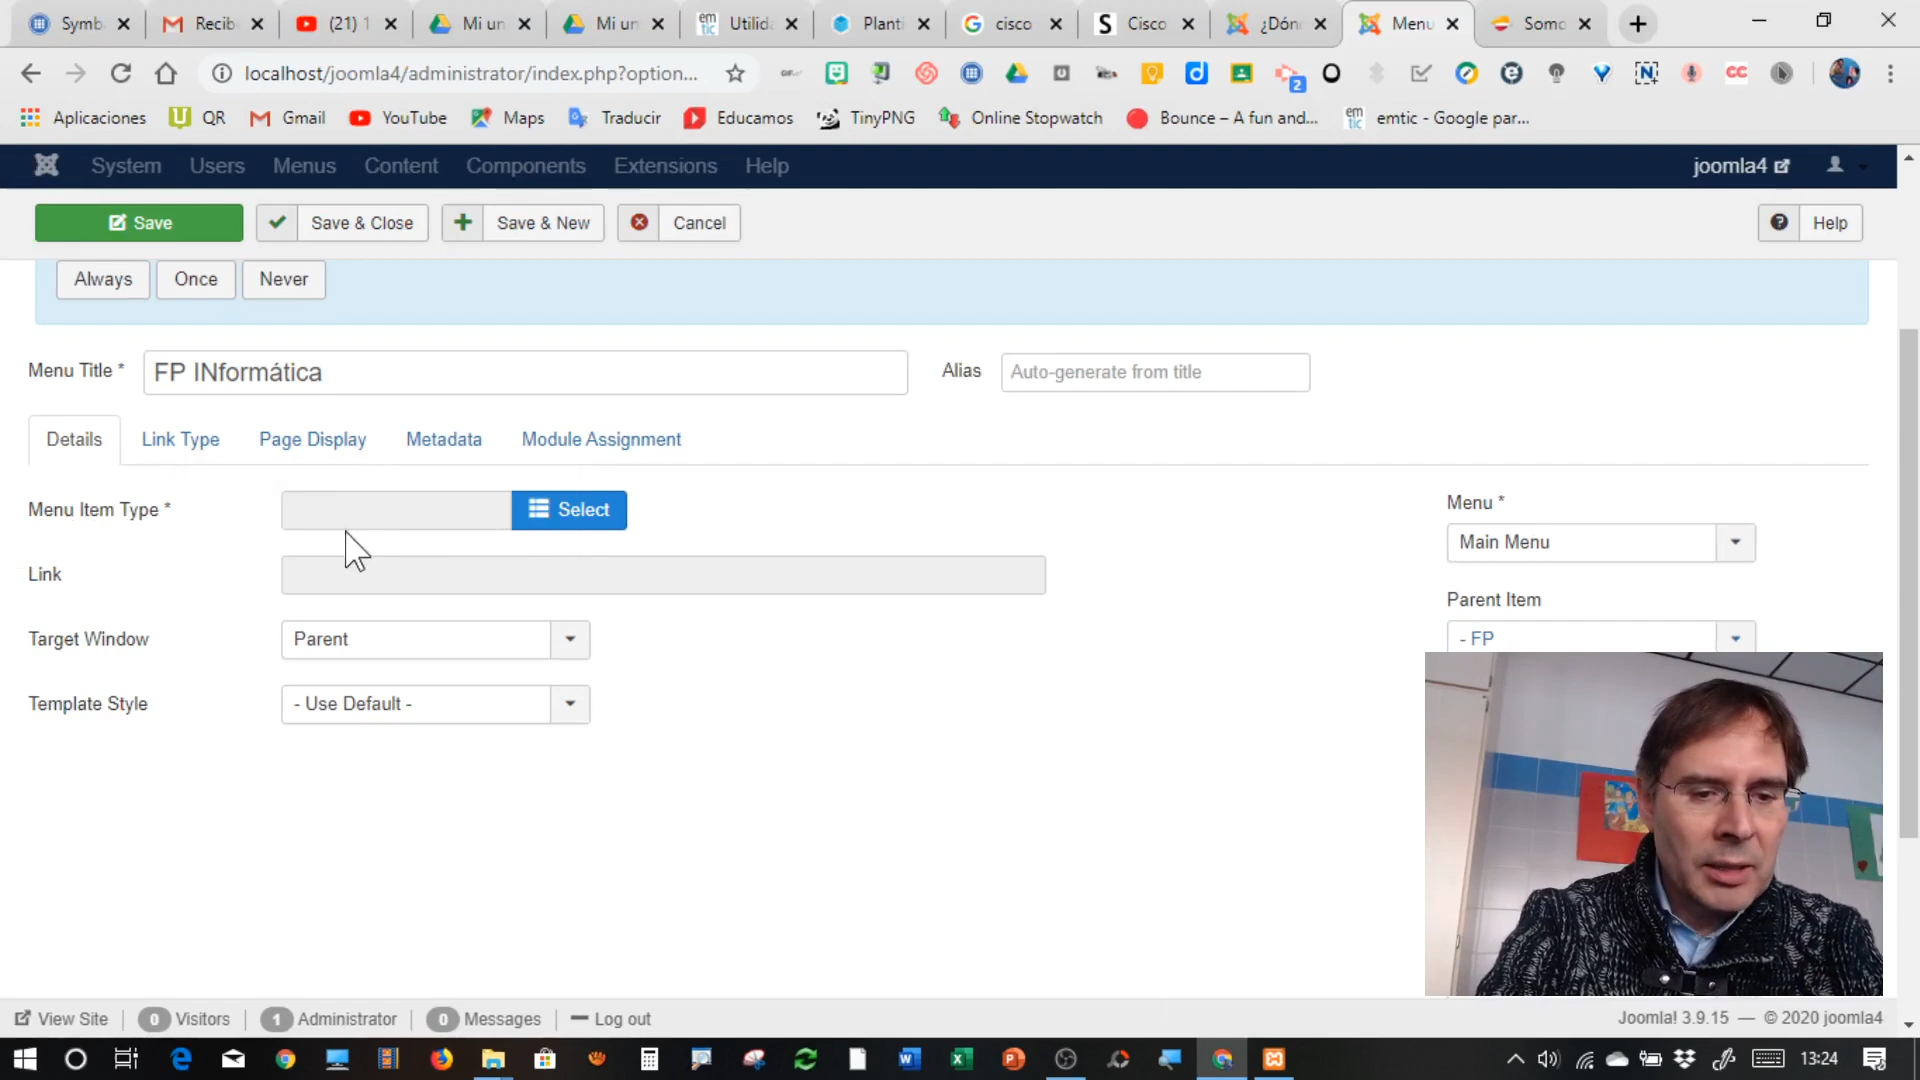 Symb
Recib
(21) 1
Mi un
Mi un
Utilida
Planti
cisco
Cisco
¿Dón
Menu
Somo
localhost/joomla4/administrator/index.php?option...
Aplicaciones
QR
Gmail
YouTube
Maps
Traducir
Educamos
TinyPNG
Online Stopwatch
Bounce – A fun and...
emtic - Google par...
System
Users
Menus
Content
Components
Extensions
Help
joomla4
Save
Save & Close
Save & New
Cancel
Help
Always
Once
Never
Menu Title *
FP INformática
Alias
Auto-generate from title
Details
Link Type
Page Display
Metadata
Module Assignment
Menu Item Type *
Select
Menu *
Main Menu
Link
Parent Item
- FP
Target Window
Parent
Template Style
- Use Default -
View Site
0 Visitors
1 Administrator
0 Messages
Log out
Joomla! 3.9.15 — © 2020 joomla4
13:24